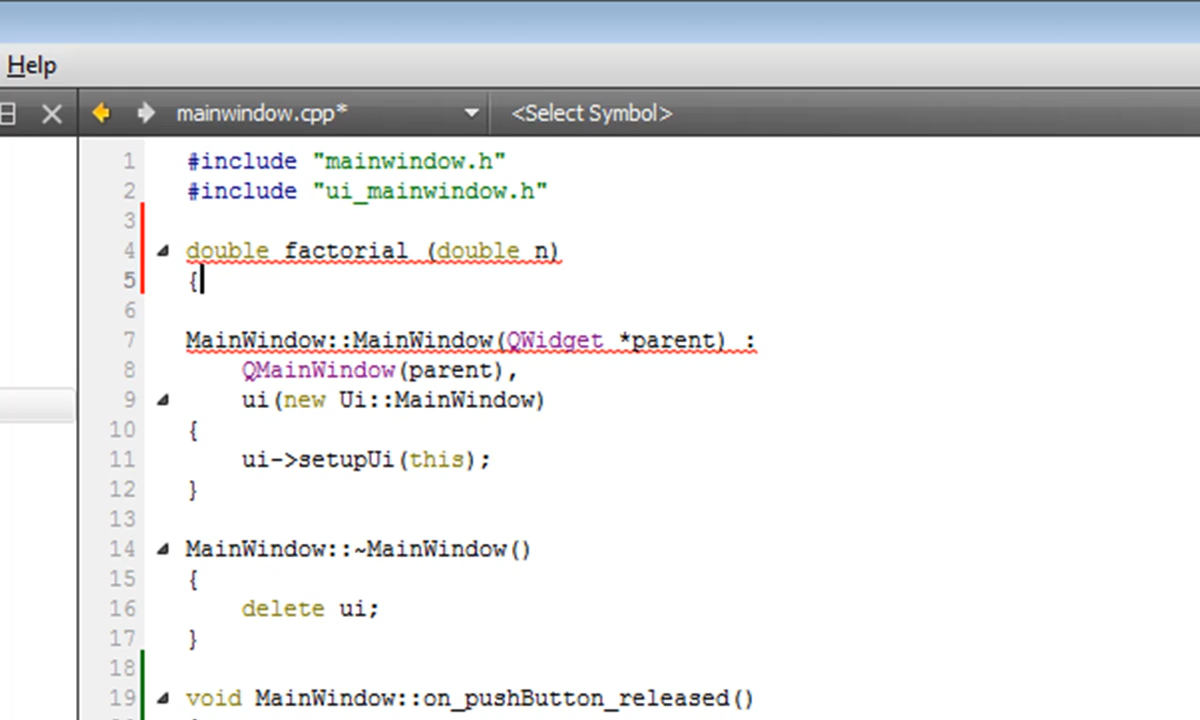 Help
mainwindow.cpp* <Select Symbol>
1 #include "mainwindow.h"
2 #include "ui_mainwindow.h"
3
4 double factorial (double n)
5 {
6
7 MainWindow::MainWindow(QWidget *parent) :
8 QMainWindow(parent),
9 ui(new Ui::MainWindow)
10 {
11 ui->setupUi(this);
12 }
13
14 MainWindow::~MainWindow()
15 {
16 delete ui;
17 }
18
19 void MainWindow::on_pushButton_released()